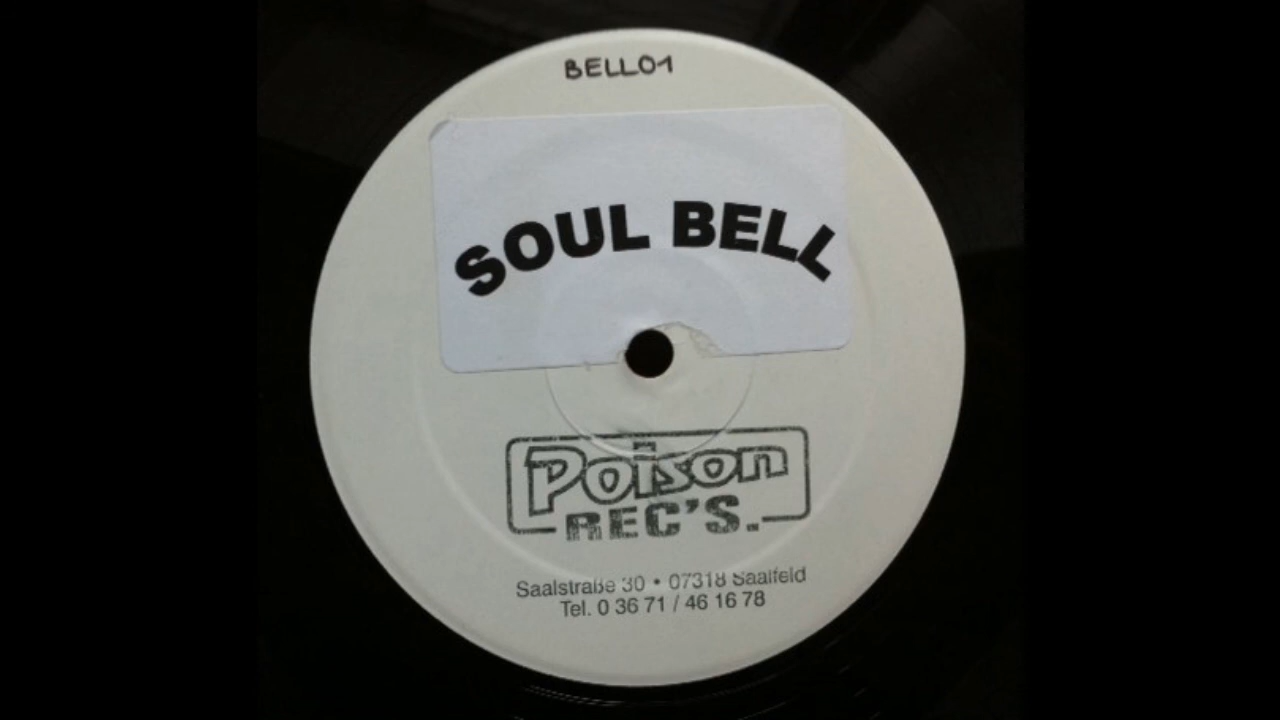 BELL01
SOUL BELL
Poison
REC'S.
Saalstraße 30 • 07318 Saalfeld
Tel. 0 36 71 / 46 16 78